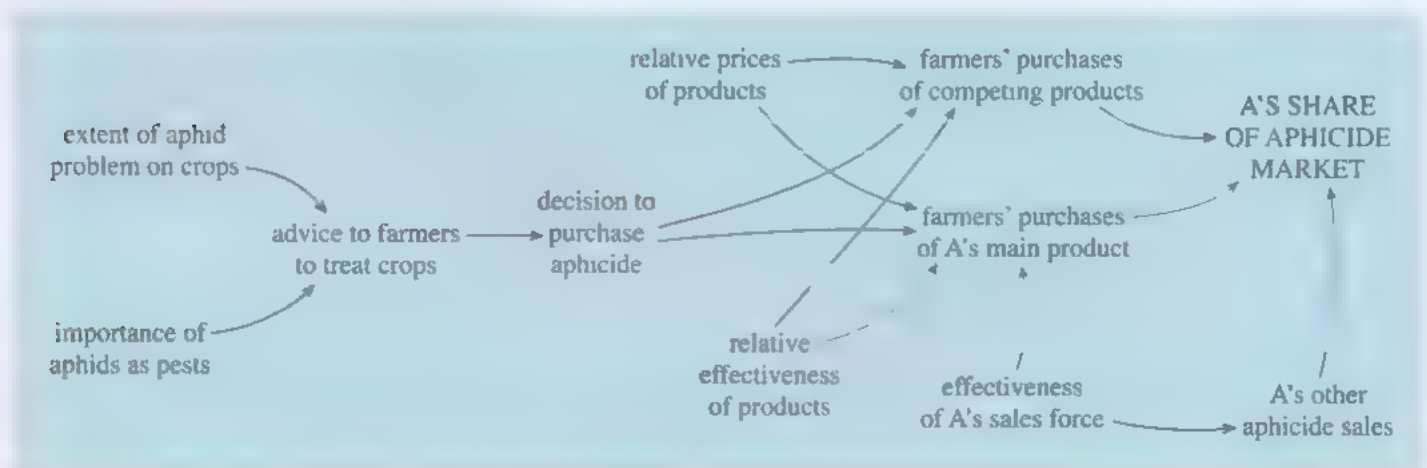 extent of aphid
problem on crops
importance of
aphids as pests
advice to farmers
to treat crops
decision to
purchase
aphicide
relative prices
of products
relative
effectiveness
of products
farmers' purchases
of competing products
farmers' purchases
of A's main product
effectiveness
of A's sales force
A'S SHARE
OF APHICIDE
MARKET
A's other
aphicide sales